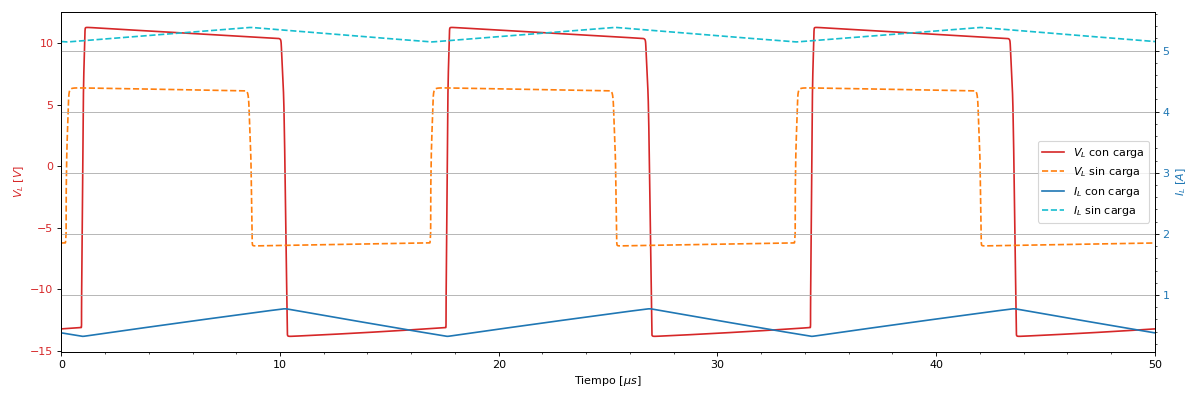 10
5
0
−5
−10
−15
V_L [V]
0
10
20
30
40
50
Tiempo [μs]
5
4
3
2
1
I_L [A]
V_L con carga
V_L sin carga
I_L con carga
I_L sin carga